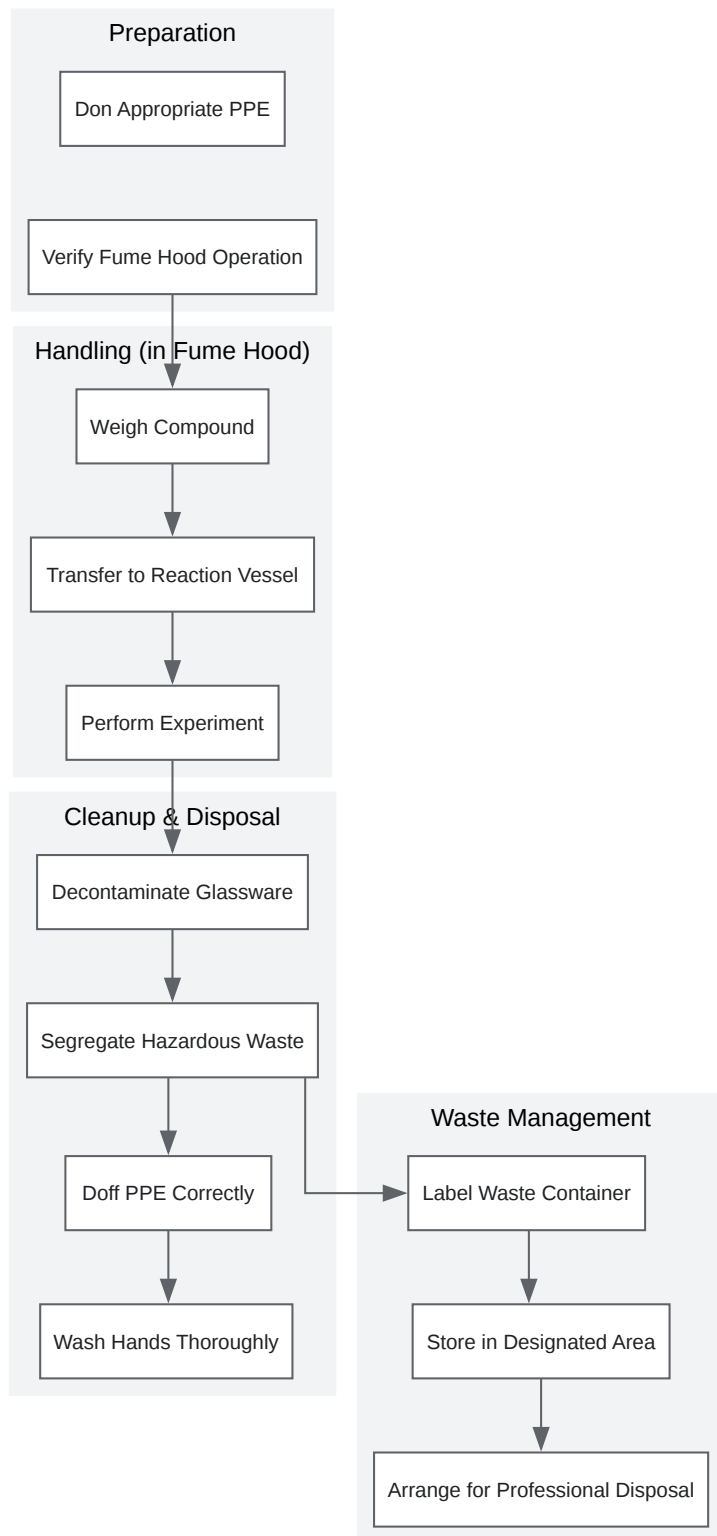 Preparation
Don Appropriate PPE
Verify Fume Hood Operation
Handling (in Fume Hood)
Weigh Compound
Transfer to Reaction Vessel
Perform Experiment
Cleanup & Disposal
Decontaminate Glassware
Segregate Hazardous Waste
Doff PPE Correctly
Wash Hands Thoroughly
Waste Management
Label Waste Container
Store in Designated Area
Arrange for Professional Disposal